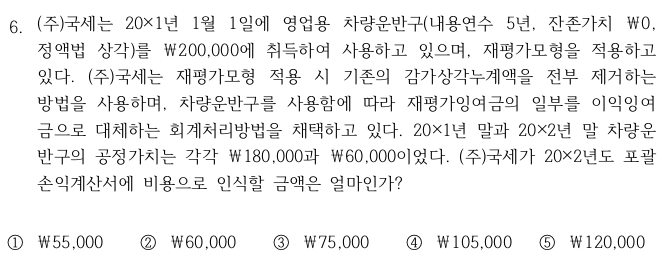 6. (주)국세는 20×1년 1월 1일에 영업용 차량운반구(내용연수 5년, 잔존가치 ₩0,
정액법 상각)를 ₩200,000에 취득하여 사용하고 있으며, 재평가모형을 적용하고
있다. (주)국세는 재평가모형 적용 시 기존의 감가상각누계액을 전부 제거하는
방법을 사용하며, 차량운반구를 사용함에 따라 재평가잉여금의 일부를 이익잉여
금으로 대체하는 회계처리방법을 채택하고 있다. 20×1년 말과 20×2년 말 차량운
반구의 공정가치는 각각 ₩180,000과 ₩60,000이었다. (주)국세가 20×2년도 포괄
손익계산서에 비용으로 인식할 금액은 얼마인가?
① ₩55,000 ② ₩60,000 ③ ₩75,000 ④ ₩105,000 ⑤ ₩120,000